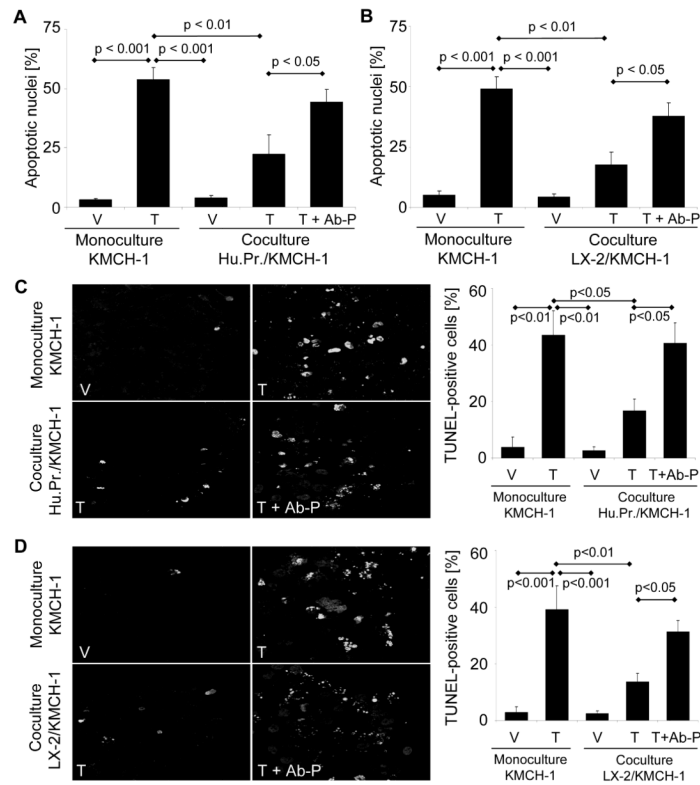 A
Apoptotic nuclei [%]
75
50
25
0
p < 0.01
p < 0.001
p < 0.001
p < 0.05
V
T
V
T
T + Ab-P
Monoculture
KMCH-1
Coculture
Hu.Pr./KMCH-1
B
Apoptotic nuclei [%]
75
50
25
0
p < 0.01
p < 0.001
p < 0.001
p < 0.05
V
T
V
T
T + Ab-P
Monoculture
KMCH-1
Coculture
LX-2/KMCH-1
C
Monoculture
KMCH-1
V
T
Coculture
Hu.Pr./KMCH-1
T
T + Ab-P
TUNEL-positive cells [%]
60
40
20
0
p<0.05
p<0.01
p<0.01
p<0.05
V
T
V
T
T+Ab-P
Monoculture
KMCH-1
Coculture
Hu.Pr./KMCH-1
D
Monoculture
KMCH-1
V
T
Coculture
LX-2/KMCH-1
T
T + Ab-P
TUNEL-positive cells [%]
60
40
20
0
p<0.01
p<0.001
p<0.001
p<0.05
V
T
V
T
T+Ab-P
Monoculture
KMCH-1
Coculture
LX-2/KMCH-1